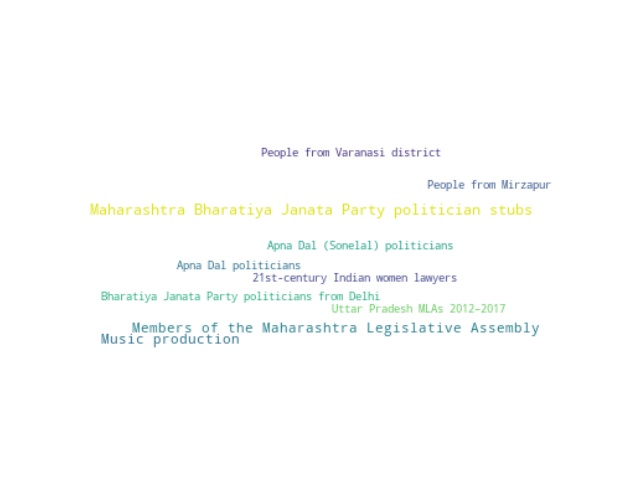 People from Varanasi district
People from Mirzapur
Maharashtra Bharatiya Janata Party politician stubs
Apna Dal (Sonelal) politicians
Apna Dal politicians
21st-century Indian women lawyers
Bharatiya Janata Party politicians from Delhi
Uttar Pradesh MLAs 2012–2017
Members of the Maharashtra Legislative Assembly
Music production